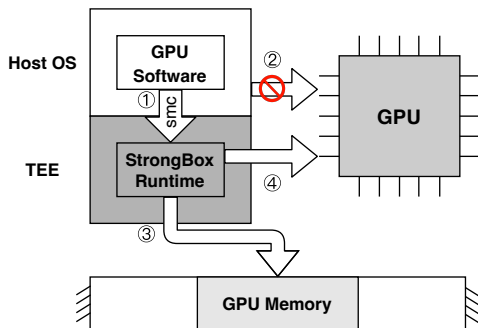 GPU
Software
Host OS
②
①
smc
GPU
StrongBox
Runtime
TEE
④
③
GPU Memory